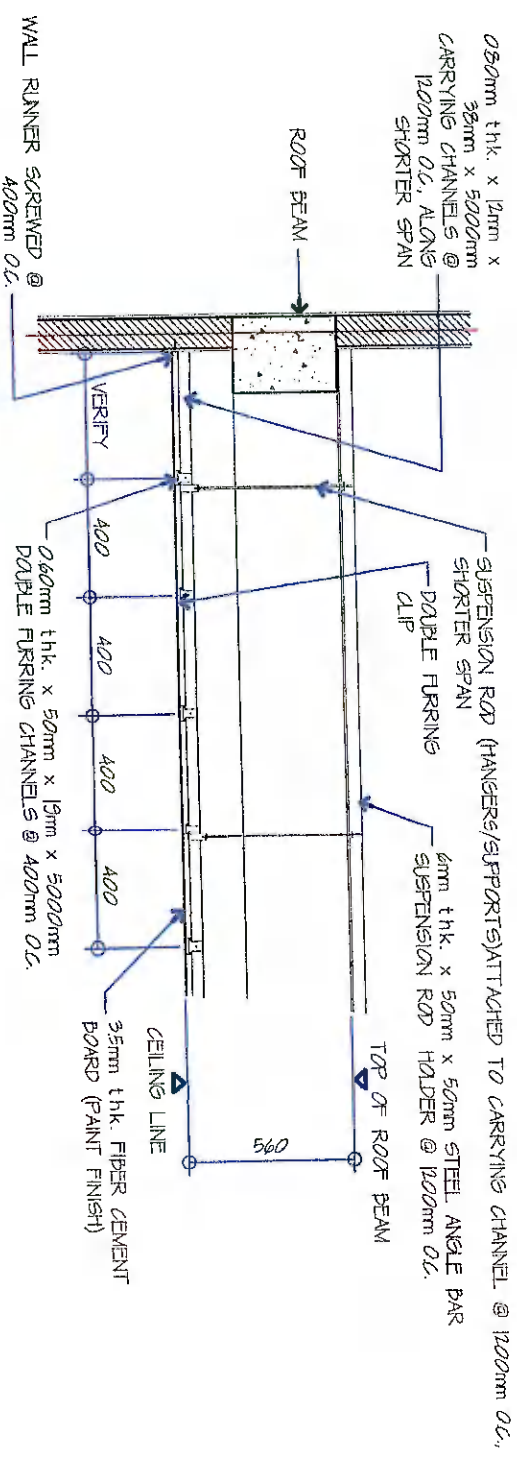 0.80mm thk. x 12mm x
38mm x 5000mm
CARRYING CHANNELS @
1200mm O.C., ALONG
SHORTER SPAN
ROOF BEAM
WALL RUNNER SCREWED @
400mm O.C.
SUSPENSION ROD (HANGERS/SUPPORTS)ATTACHED TO CARRYING CHANNEL @ 1200mm O.C.,
SHORTER SPAN
DOUBLE FURRING
CLIP
6mm thk. x 50mm x 50mm STEEL ANGLE BAR
SUSPENSION ROD HOLDER @ 1200mm O.C.
TOP OF ROOF BEAM
560
CEILING LINE
VERIFY
400
400
400
400
0.60mm thk. x 50mm x 19mm x 5000mm
DOUBLE FURRING CHANNELS @ 400mm O.C.
3.5mm thk. FIBER CEMENT
BOARD (PAINT FINISH)